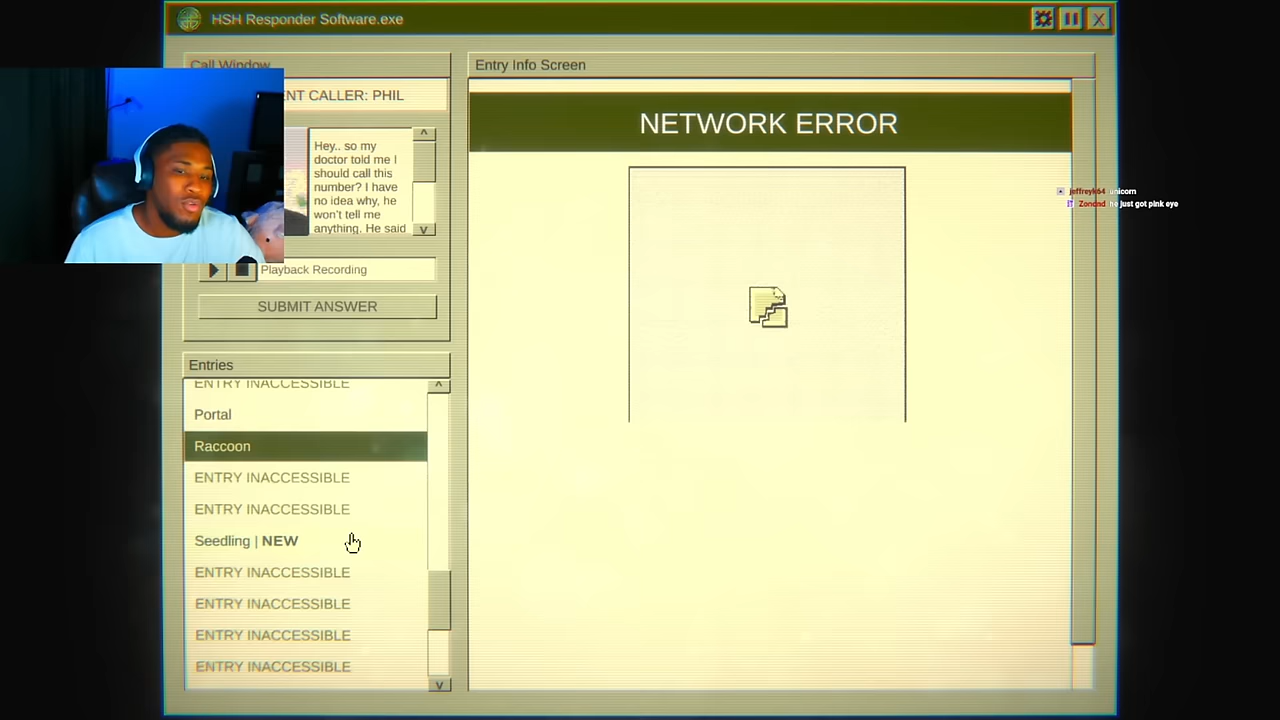 HSH Responder Software.exe
X
Call Window
Entry Info Screen
ENT CALLER: PHIL
NETWORK ERROR
Hey.. so my
doctor told me I
should call this
number? I have
no idea why, he
won't tell me
anything. He said
jeffreyk64 unicorn
Zonand he just got pink eye
Playback Recording
SUBMIT ANSWER
Entries
ENTRY INACCESSIBLE
Portal
Raccoon
ENTRY INACCESSIBLE
ENTRY INACCESSIBLE
Seedling | NEW
ENTRY INACCESSIBLE
ENTRY INACCESSIBLE
ENTRY INACCESSIBLE
ENTRY INACCESSIBLE